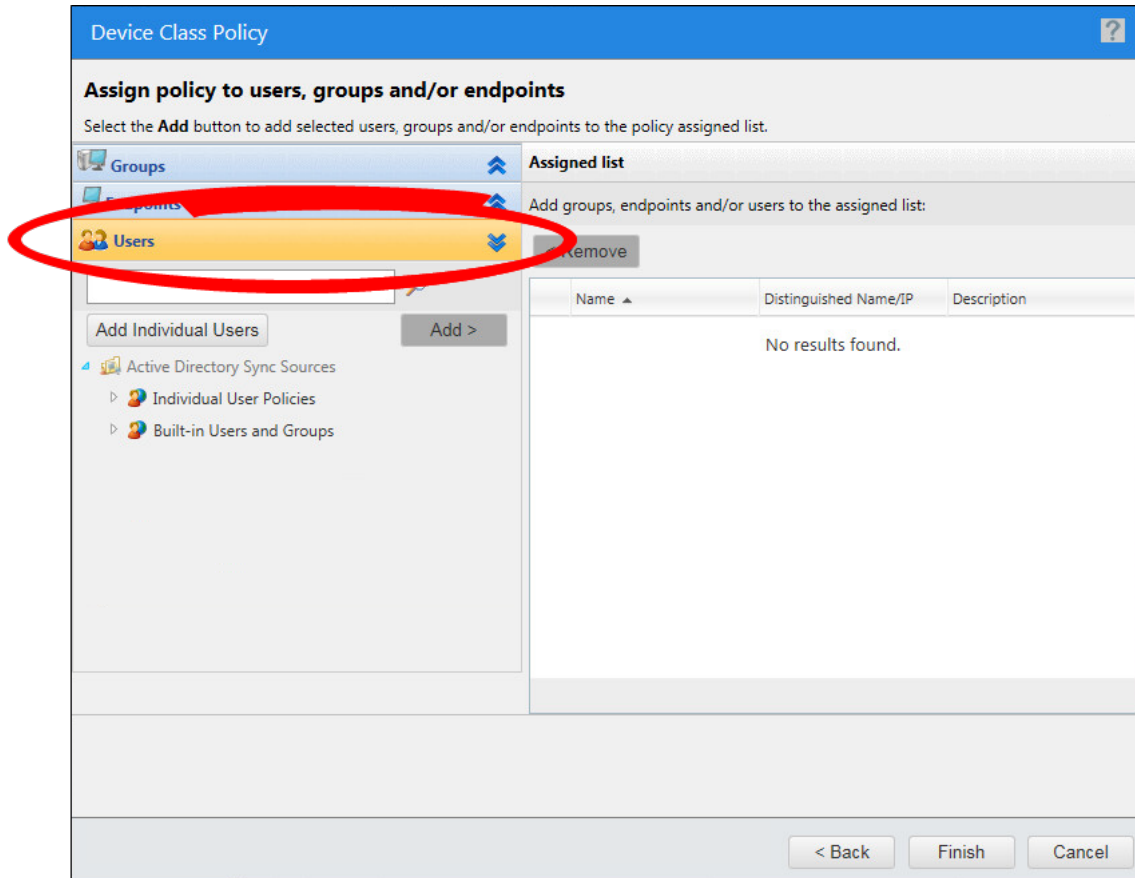 Device Class Policy
?
Assign policy to users, groups and/or endpoints
Select the Add button to add selected users, groups and/or endpoints to the policy assigned list.
Groups
Endpoints
Users
Add Individual Users
Add >
Active Directory Sync Sources
Individual User Policies
Built-in Users and Groups
Assigned list
Add groups, endpoints and/or users to the assigned list:
< Remove
Name
Distinguished Name/IP
Description
No results found.
< Back
Finish
Cancel